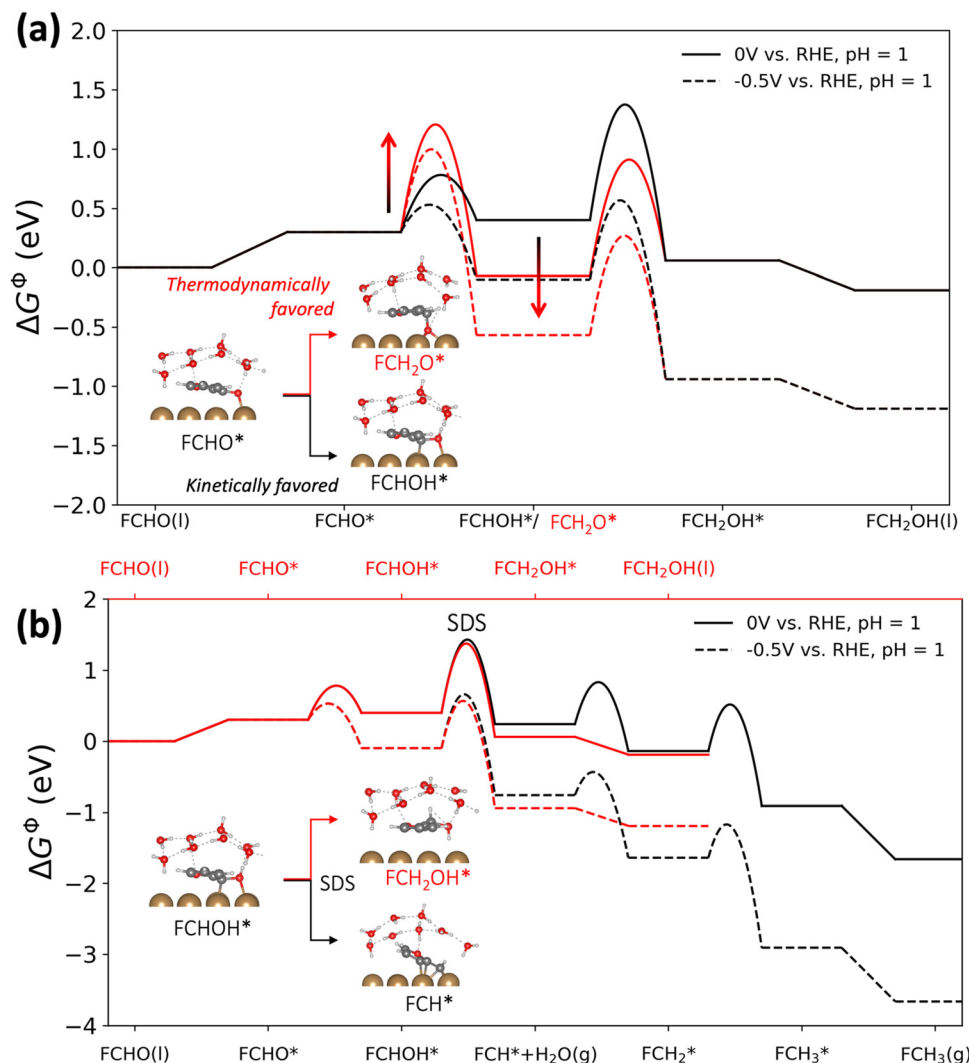 (a)
2.0
1.5
1.0
0.5
0.0
−0.5
−1.0
−1.5
−2.0
ΔG^Φ (eV)
0V vs. RHE, pH = 1
-0.5V vs. RHE, pH = 1
Thermodynamically
favored
FCH₂O*
FCHO*
FCHOH*
Kinetically favored
FCHO(l) FCHO* FCHOH*/ FCH₂O* FCH₂OH* FCH₂OH(l)
FCHO(l) FCHO* FCHOH* FCH₂OH* FCH₂OH(l)
(b)
2
1
0
−1
−2
−3
−4
ΔG^Φ (eV)
SDS
0V vs. RHE, pH = 1
-0.5V vs. RHE, pH = 1
FCH₂OH*
SDS
FCHOH*
FCH*
FCHO(l) FCHO* FCHOH* FCH*+H₂O(g) FCH₂* FCH₃* FCH₃(g)